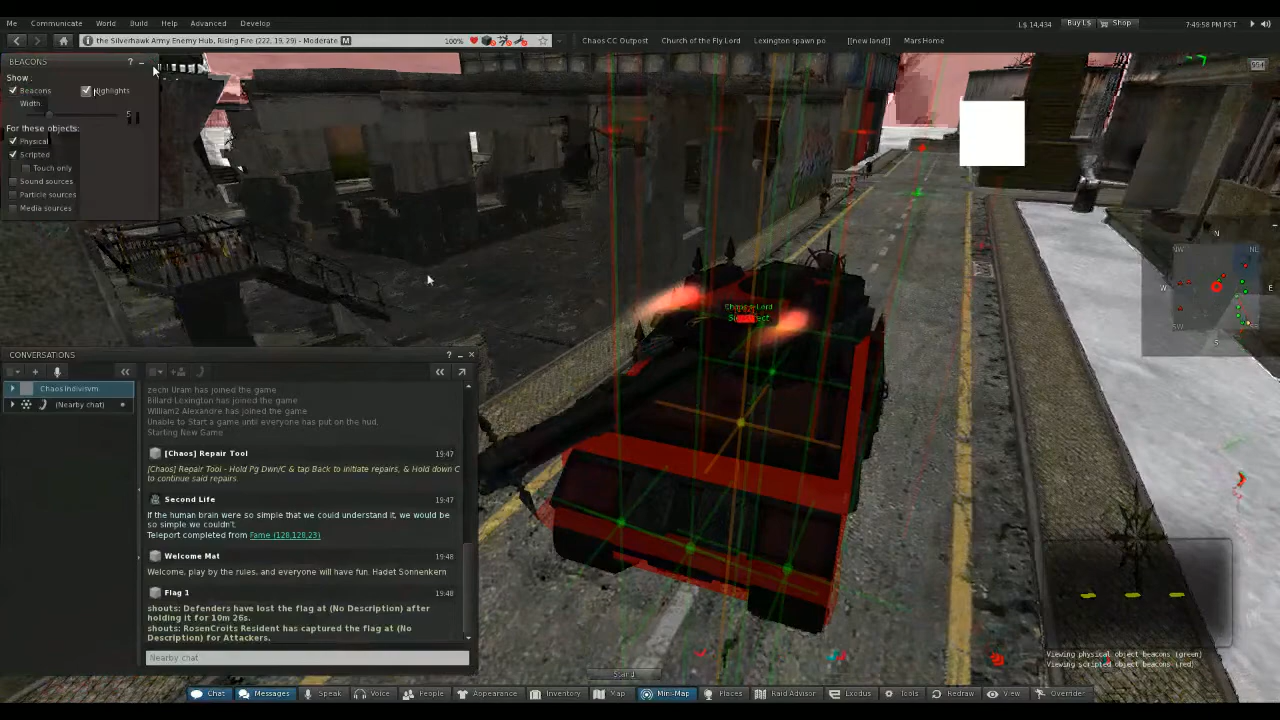 Me Communicate World Build Help Advanced Develop
L$ 14,434 Buy L$ Shop 7:49:58 PM PST
the Silverhawk Army Enemy Hub, Rising Fire (222, 19, 29) - Moderate M 100%
Chaos CC Outpost Church of the Fly Lord Lexington spawn po [[new land]] Mars Home
BEACONS ?
Show:
Beacons Highlights
Width 5
For these objects:
Physical
Scripted
Touch only
Sound sources
Particle sources
Media sources
N
NW NE
W E
SW SE
S
CONVERSATIONS ?
Chaos Indivisvm
(Nearby chat)
zechi Uram has joined the game
Billard Lexington has joined the game
William2 Alexandre has joined the game
Unable to Start a game until everyone has put on the hud.
Starting New Game
[Chaos] Repair Tool 19:47
[Chaos] Repair Tool - Hold Pg Dwn/C & tap Back to initiate repairs, & Hold down C
to continue said repairs
Second Life 19:47
If the human brain were so simple that we could understand it, we would be
so simple we couldn't.
Teleport completed from Fame (128,128,23)
Welcome Mat 19:48
Welcome, play by the rules, and everyone will have fun. Hadet Sonnenkern
Flag 1 19:48
shouts: Defenders have lost the flag at (No Description) after
holding it for 10m 26s.
shouts: RosenCroits Resident has captured the flag at (No
Description) for Attackers.
Nearby chat
Viewing physical object beacons (green)
Viewing scripted object beacons (red)
Stand
Chat Messages Speak Voice People Appearance Inventory Map Mini-Map Places Raid Advisor Exodus Tools Redraw View Overrider